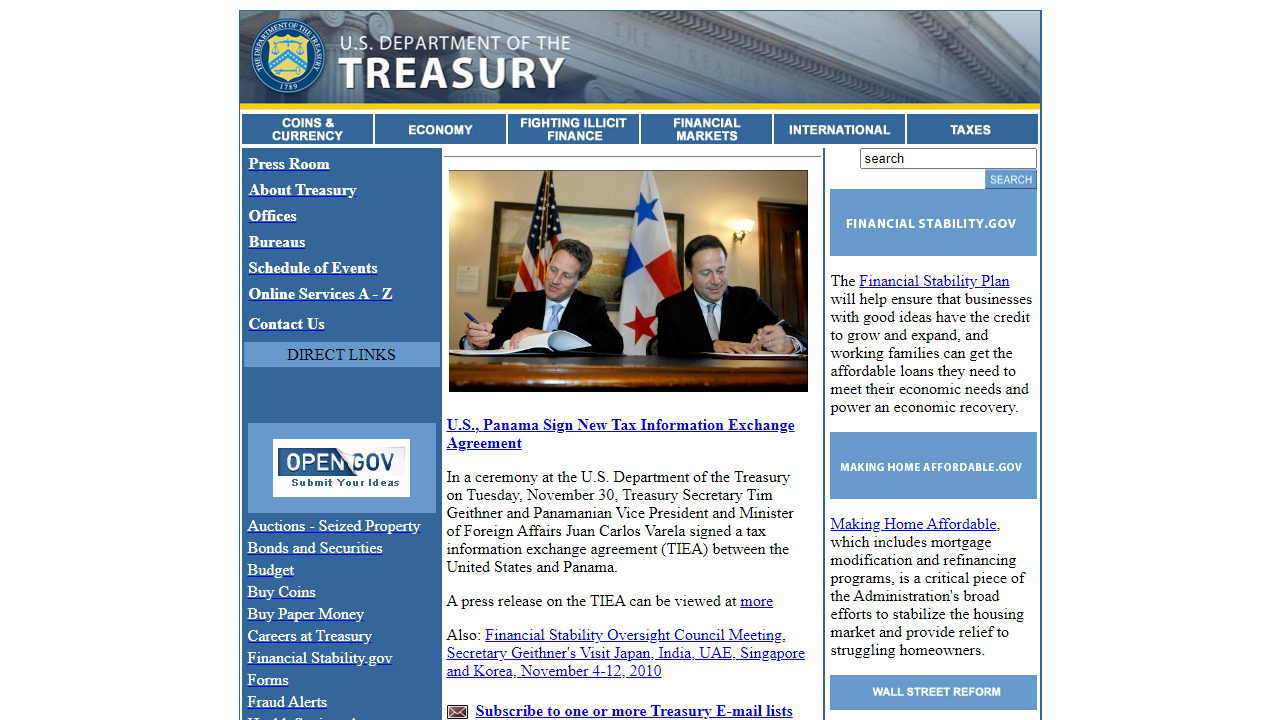 THE DEPARTMENT OF THE TREASURY
1789
U.S. DEPARTMENT OF THE
TREASURY
COINS &
CURRENCY
ECONOMY
FIGHTING ILLICIT
FINANCE
FINANCIAL
MARKETS
INTERNATIONAL
TAXES
Press Room
About Treasury
Offices
Bureaus
Schedule of Events
Online Services A - Z
Contact Us
DIRECT LINKS
OPEN GOV
Submit Your Ideas
Auctions - Seized Property
Bonds and Securities
Budget
Buy Coins
Buy Paper Money
Careers at Treasury
Financial Stability.gov
Forms
Fraud Alerts
U.S., Panama Sign New Tax Information Exchange
Agreement
In a ceremony at the U.S. Department of the Treasury
on Tuesday, November 30, Treasury Secretary Tim
Geithner and Panamanian Vice President and Minister
of Foreign Affairs Juan Carlos Varela signed a tax
information exchange agreement (TIEA) between the
United States and Panama.
A press release on the TIEA can be viewed at more
Also: Financial Stability Oversight Council Meeting,
Secretary Geithner's Visit Japan, India, UAE, Singapore
and Korea, November 4-12, 2010
Subscribe to one or more Treasury E-mail lists
search
SEARCH
FINANCIAL STABILITY.GOV
The Financial Stability Plan
will help ensure that businesses
with good ideas have the credit
to grow and expand, and
working families can get the
affordable loans they need to
meet their economic needs and
power an economic recovery.
MAKING HOME AFFORDABLE.GOV
Making Home Affordable,
which includes mortgage
modification and refinancing
programs, is a critical piece of
the Administration's broad
efforts to stabilize the housing
market and provide relief to
struggling homeowners.
WALL STREET REFORM